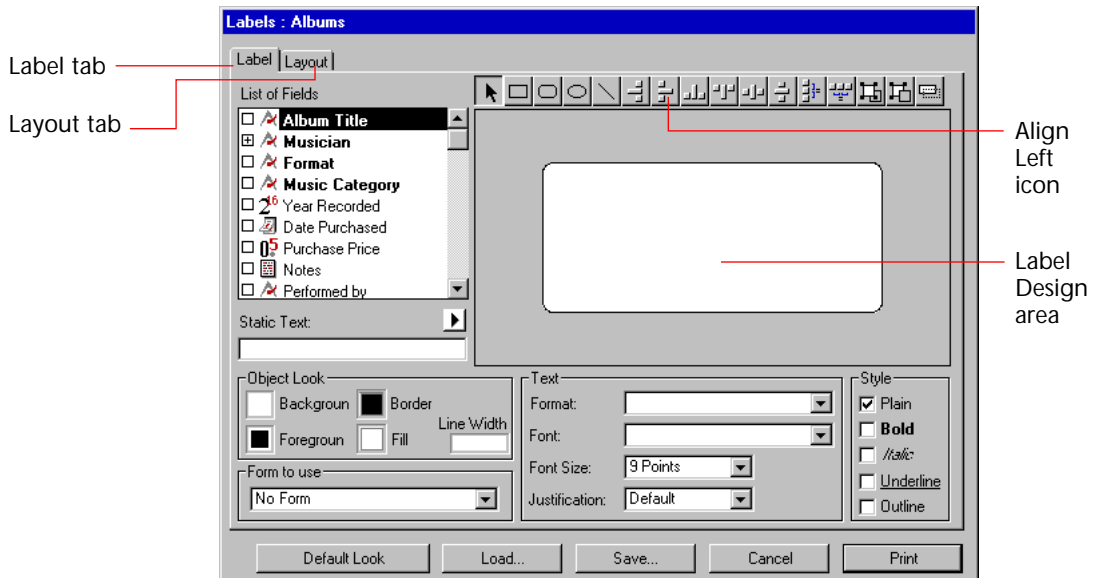 Labels : Albums
Label tab
Layout tab
Label
Layout
List of Fields
Album Title
Musician
Format
Music Category
Year Recorded
Date Purchased
Purchase Price
Notes
Performed by
Align
Left
icon
Label
Design
area
Static Text:
Object Look
Backgroun
Border
Foregroun
Fill
Line Width
Form to use
No Form
Text
Format:
Font:
Font Size:
9 Points
Justification:
Default
Style
Plain
Bold
Italic
Underline
Outline
Default Look
Load...
Save...
Cancel
Print